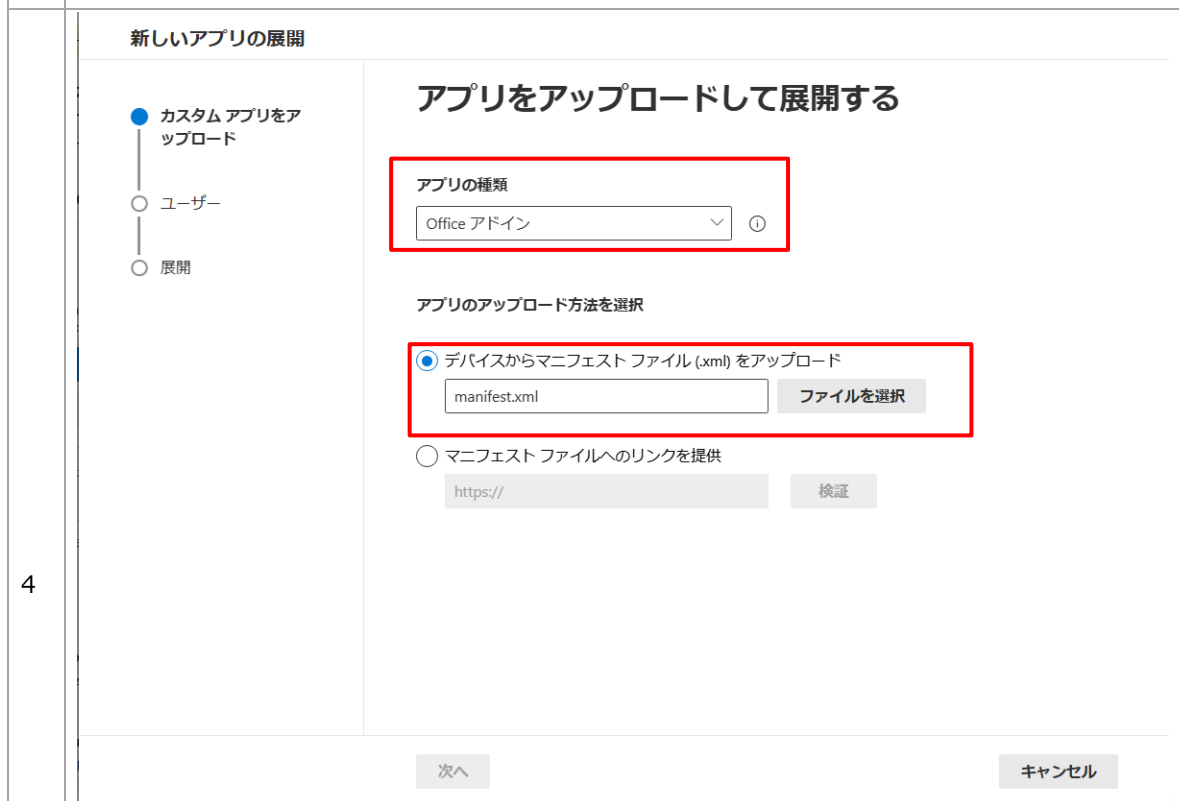 新しいアプリの展開
カスタム アプリをア
ップロード
ユーザー
展開
アプリをアップロードして展開する
アプリの種類
Office アドイン
アプリのアップロード方法を選択
デバイスからマニフェスト ファイル (.xml) をアップロード
manifest.xml
ファイルを選択
マニフェスト ファイルへのリンクを提供
https://
検証
4
次へ
キャンセル